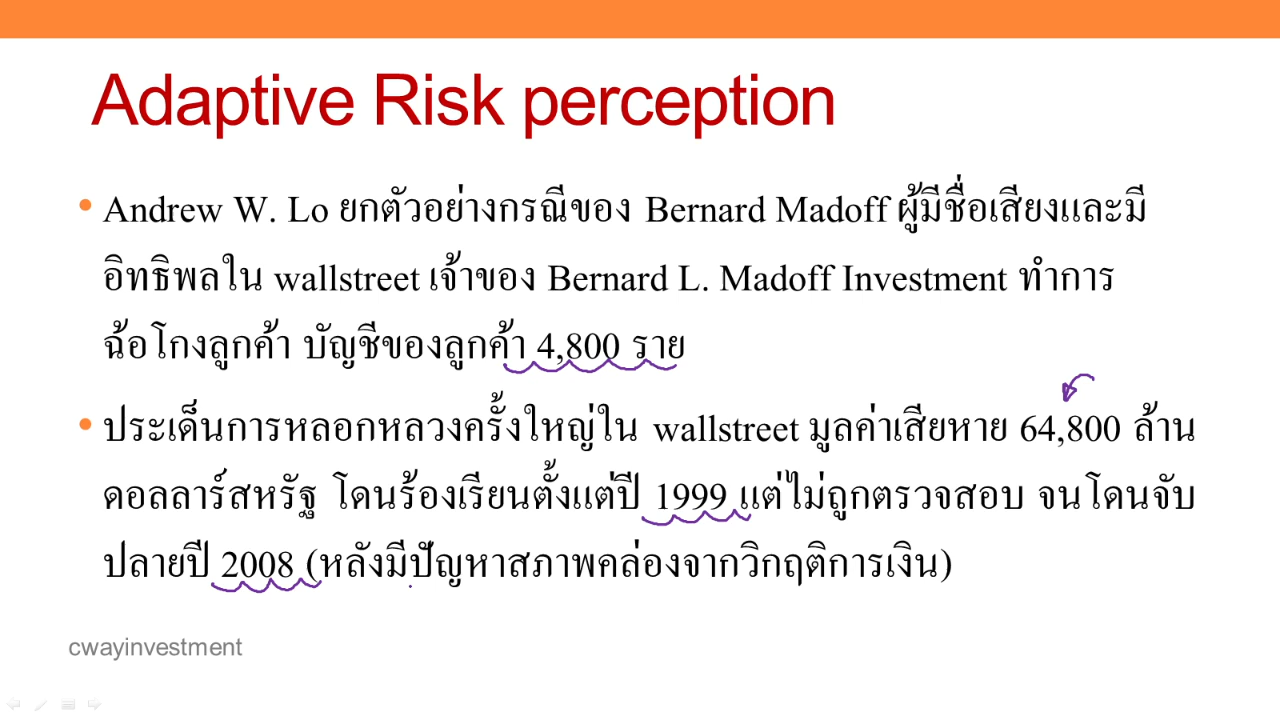 Adaptive Risk perception
• Andrew W. Lo ยกตัวอย่างกรณีของ Bernard Madoff ผู้มีชื่อเสียงและมี
อิทธิพลใน wallstreet เจ้าของ Bernard L. Madoff Investment ทำการ
ฉ้อโกงลูกค้า บัญชีของลูกค้า 4,800 ราย
• ประเด็นการหลอกหลวงครั้งใหญ่ใน wallstreet มูลค่าเสียหาย 64,800 ล้าน
ดอลลาร์สหรัฐ โดนร้องเรียนตั้งแต่ปี 1999 แต่ไม่ถูกตรวจสอบ จนโดนจับ
ปลายปี 2008 (หลังมีปัญหาสภาพคล่องจากวิกฤติการเงิน)
cwayinvestment